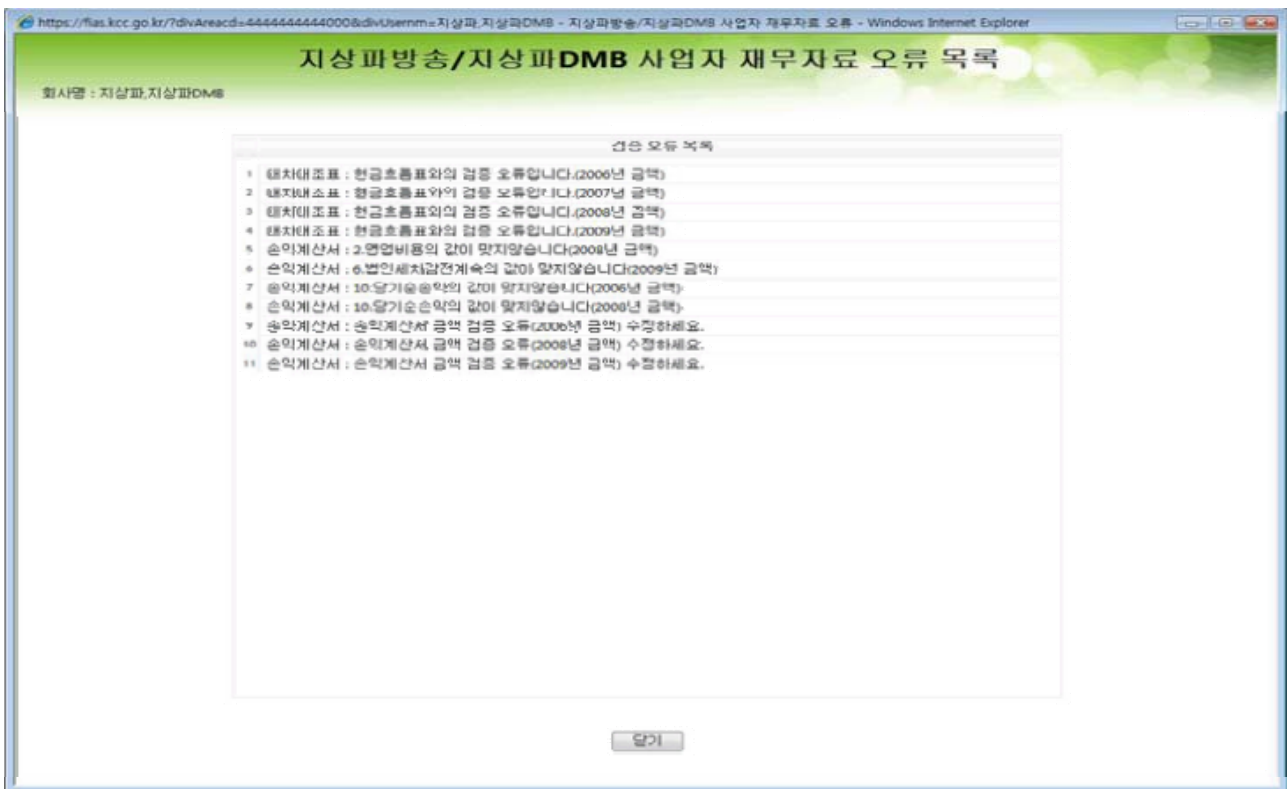 https://fias.kcc.go.kr/?divAreacd=4444444444000&divUsernm=지상파,지상파DMB - 지상파방송/지상파DMB 사업자 재무자료 오류 - Windows Internet Explorer
지상파방송/지상파DMB 사업자 재무자료 오류 목록
회사명 : 지상파,지상파DMB
검증 오류 목록
1 대차대조표 : 현금흐름표와의 검증 오류입니다.(2006년 금액)
2 대차대조표 : 현금흐름표와의 검증 오류입니다.(2007년 금액)
3 대차대조표 : 현금흐름표와의 검증 오류입니다.(2008년 금액)
4 대차대조표 : 현금흐름표와의 검증 오류입니다.(2009년 금액)
5 손익계산서 : 2.영업비용의 값이 맞지않습니다(2008년 금액)
6 손익계산서 : 6.법인세차감전계속의 값이 맞지않습니다(2009년 금액)
7 손익계산서 : 10.당기순손익의 값이 맞지않습니다(2006년 금액)
8 손익계산서 : 10.당기순손익의 값이 맞지않습니다(2008년 금액)
9 손익계산서 : 손익계산서 금액 검증 오류(2006년 금액) 수정하세요.
10 손익계산서 : 손익계산서 금액 검증 오류(2008년 금액) 수정하세요.
11 손익계산서 : 손익계산서 금액 검증 오류(2009년 금액) 수정하세요.
닫기